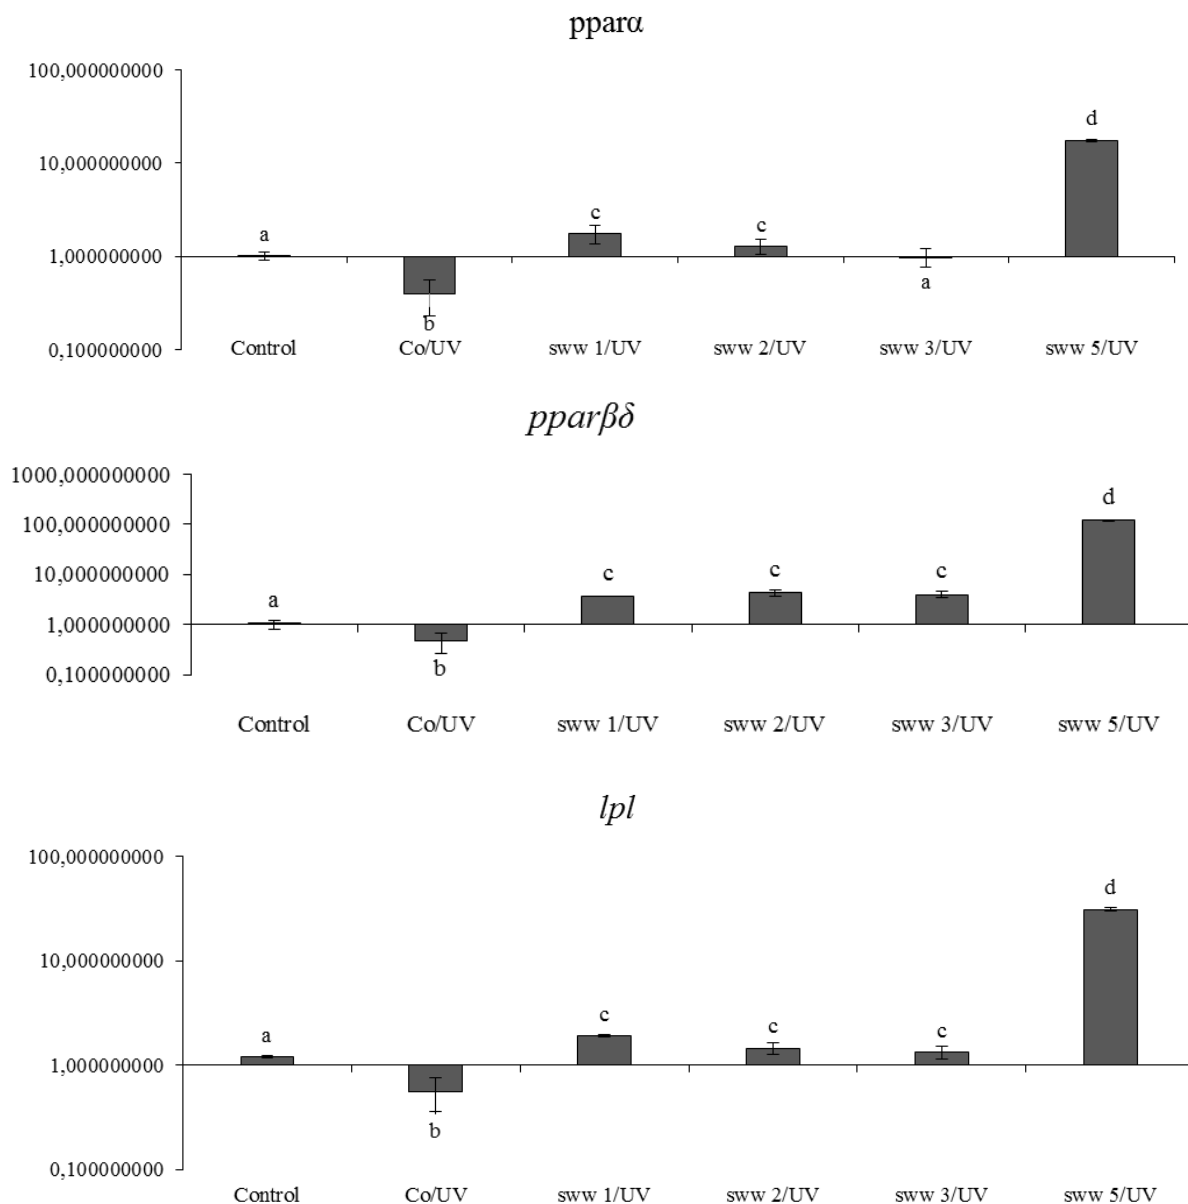 pparα
100,000000000
d
10,000000000
a
c
c
1,000000000
b
a
0,100000000
Control Co/UV sww 1/UV sww 2/UV sww 3/UV sww 5/UV
pparβδ
1000,000000000
d
100,000000000
10,000000000
c
c
c
a
1,000000000
b
0,100000000
Control Co/UV sww 1/UV sww 2/UV sww 3/UV sww 5/UV
lpl
100,000000000
d
10,000000000
a
c
c
c
1,000000000
b
0,100000000
Control Co/UV sww 1/UV sww 2/UV sww 3/UV sww 5/UV